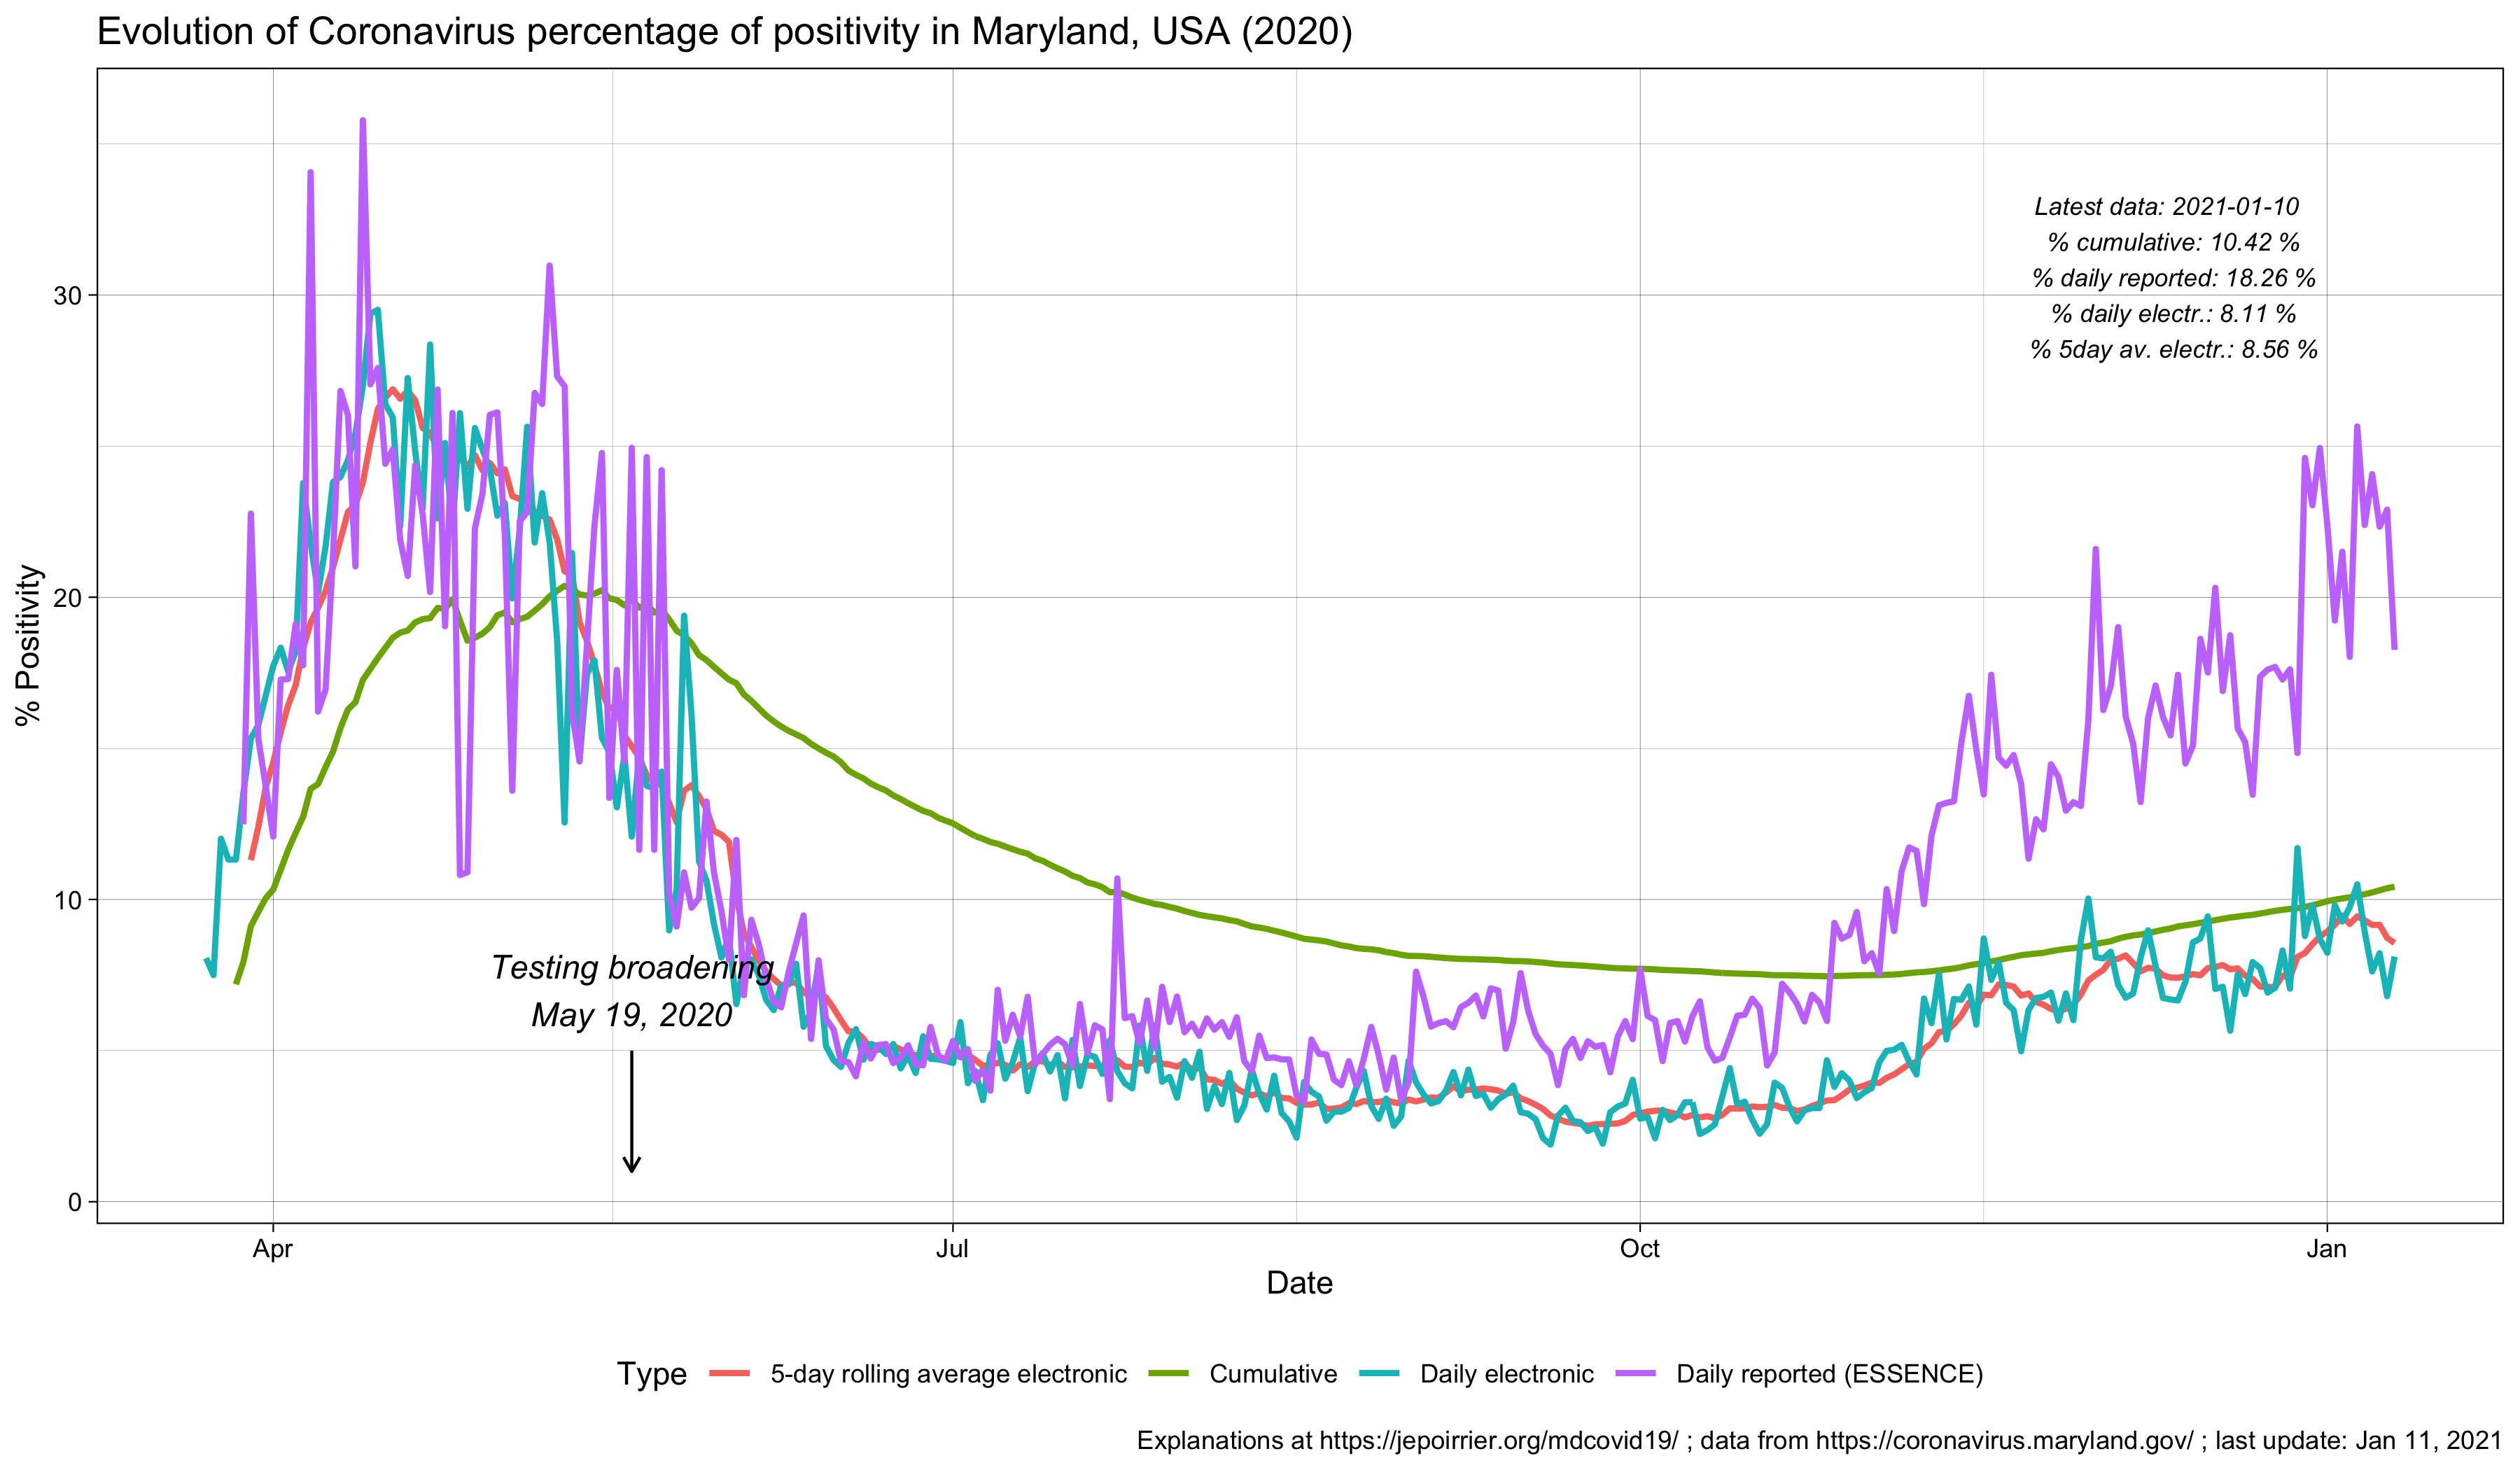 Evolution of Coronavirus percentage of positivity in Maryland, USA (2020)
Latest data: 2021-01-10
% cumulative: 10.42 %
% daily reported: 18.26 %
% daily electr.: 8.11 %
% 5day av. electr.: 8.56 %
30
20
10
0
% Positivity
Testing broadening
May 19, 2020
Apr
Jul
Oct
Jan
Date
Type
5-day rolling average electronic
Cumulative
Daily electronic
Daily reported (ESSENCE)
Explanations at https://jepoirrier.org/mdcovid19/ ; data from https://coronavirus.maryland.gov/ ; last update: Jan 11, 2021